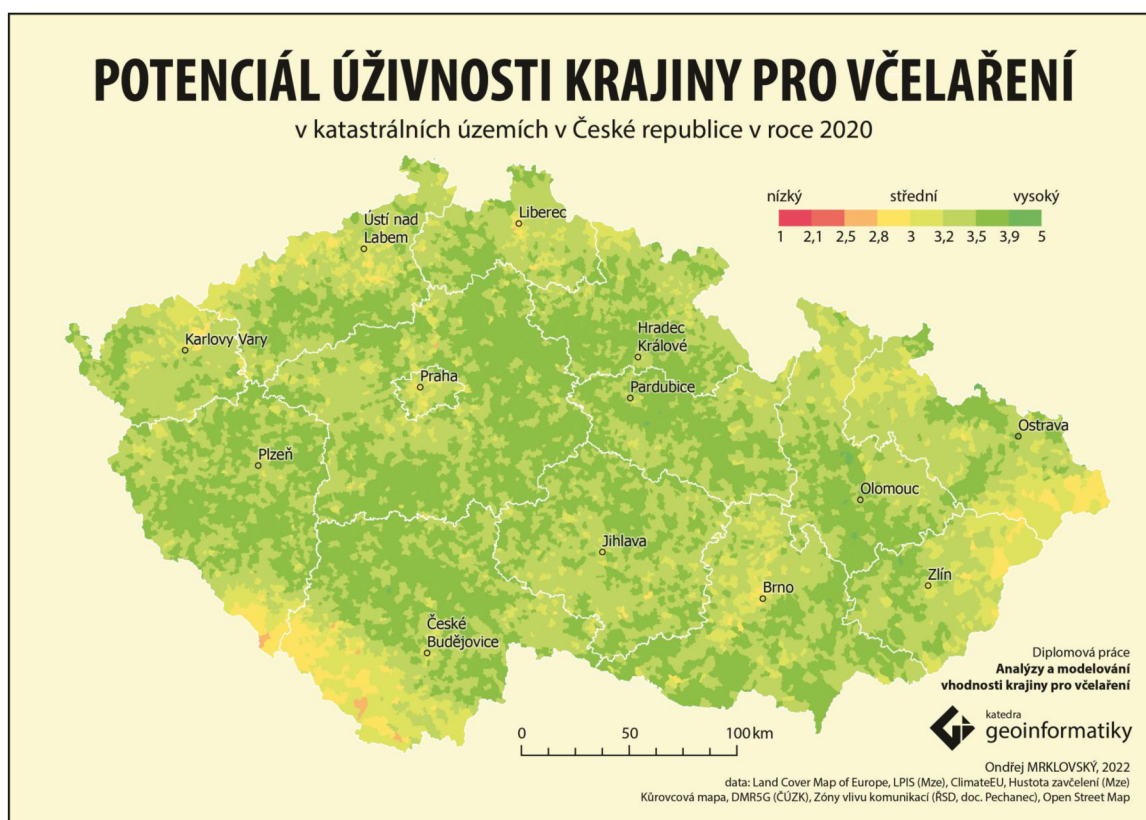 POTENCIÁL ÚŽIVNOSTI KRAJINY PRO VČELAŘENÍ
v katastrálních územích v České republice v roce 2020
nízký střední vysoký
1 2,1 2,5 2,8 3 3,2 3,5 3,9 5
Liberec
Ústí nad
Labem
Karlovy Vary
Hradec
Králové
Praha
Pardubice
Ostrava
Plzeň
Olomouc
Jihlava
Zlín
Brno
České
Budějovice
0 50 100 km
Diplomová práce
Analýzy a modelování
vhodnosti krajiny pro včelaření
katedra
geoinformatiky
Ondřej MRKLOVSKÝ, 2022
data: Land Cover Map of Europe, LPIS (Mze), ClimateEU, Hustota zavčelení (Mze)
Kůrovcová mapa, DMR5G (ČÚZK), Zóny vlivu komunikací (ŘSD, doc. Pechanec), Open Street Map